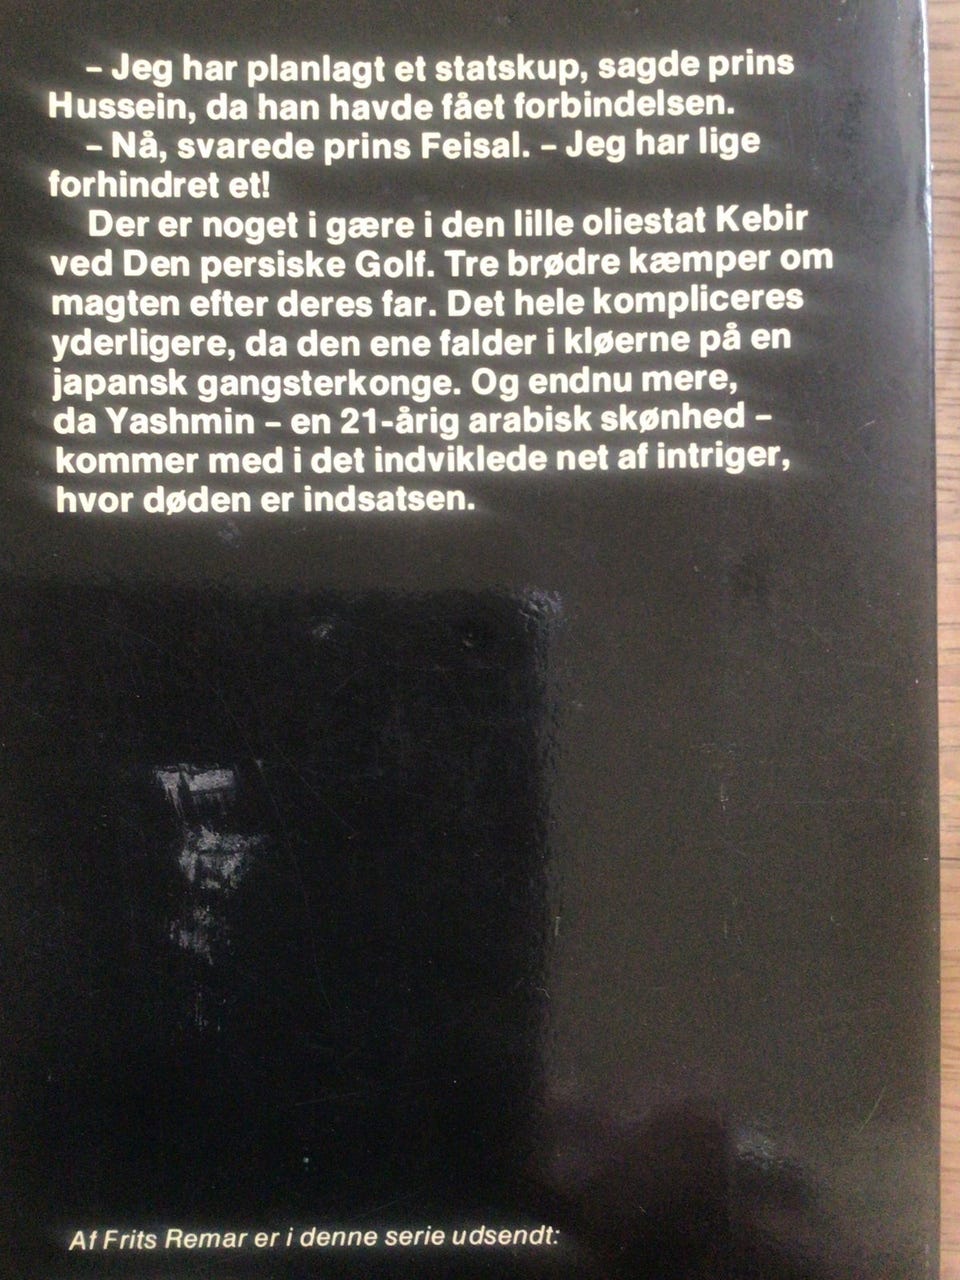 – Jeg har planlagt et statskup, sagde prins
Hussein, da han havde fået forbindelsen.
– Nå, svarede prins Feisal. – Jeg har lige
forhindret et!
Der er noget i gære i den lille oliestat Kebir
ved Den persiske Golf. Tre brødre kæmper om
magten efter deres far. Det hele kompliceres
yderligere, da den ene falder i kløerne på en
japansk gangsterkonge. Og endnu mere,
da Yashmin – en 21-årig arabisk skønhed –
kommer med i det indviklede net af intriger,
hvor døden er indsatsen.
Af Frits Remar er i denne serie udsendt: